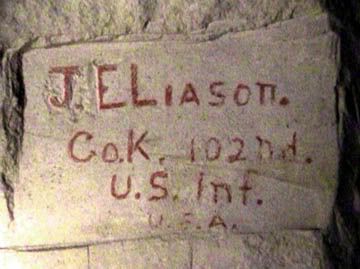 J. ELIASON.
Co.K. 102nd.
U.S. Inf.
U.S.A.